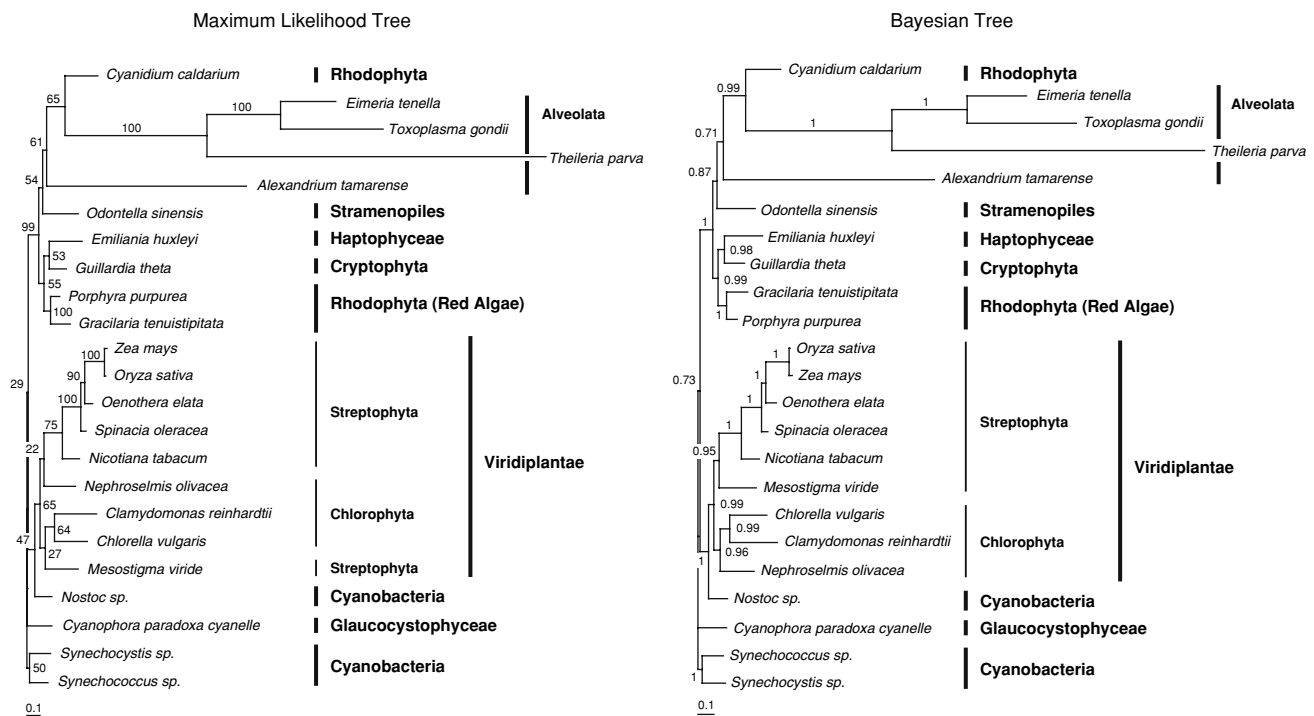 Maximum Likelihood Tree
Cyanidium caldarium
Rhodophyta
65
100
Eimeria tenella
Alveolata
100
Toxoplasma gondii
61
Theileria parva
54
Alexandrium tamarense
Odontella sinensis
Stramenopiles
99
Emiliania huxleyi
Haptophyceae
53
Guillardia theta
Cryptophyta
55
Porphyra purpurea
Rhodophyta (Red Algae)
100
Gracilaria tenuistipitata
Zea mays
100
Oryza sativa
90
29
Oenothera elata
100
Streptophyta
75
Spinacia oleracea
22
Nicotiana tabacum
Viridiplantae
Nephroselmis olivacea
65
Clamydomonas reinhardtii
Chlorophyta
64
47
Chlorella vulgaris
27
Mesostigma viride
Streptophyta
Nostoc sp.
Cyanobacteria
Cyanophora paradoxa cyanelle
Glaucocystophyceae
Synechocystis sp.
50
Cyanobacteria
Synechococcus sp.
0.1
Bayesian Tree
Cyanidium caldarium
Rhodophyta
0.99
1
Eimeria tenella
Alveolata
1
Toxoplasma gondii
0.71
Theileria parva
0.87
Alexandrium tamarense
Odontella sinensis
Stramenopiles
1
Emiliania huxleyi
Haptophyceae
0.98
Guillardia theta
Cryptophyta
0.99
Gracilaria tenuistipitata
Rhodophyta (Red Algae)
1
Porphyra purpurea
Oryza sativa
1
Zea mays
1
0.73
Oenothera elata
1
Streptophyta
1
Spinacia oleracea
0.95
Nicotiana tabacum
Viridiplantae
Mesostigma viride
0.99
Chlorella vulgaris
0.99
Clamydomonas reinhardtii
Chlorophyta
0.96
1
Nephroselmis olivacea
Nostoc sp.
Cyanobacteria
Cyanophora paradoxa cyanelle
Glaucocystophyceae
Synechococcus sp.
1
Cyanobacteria
Synechocystis sp.
0.1